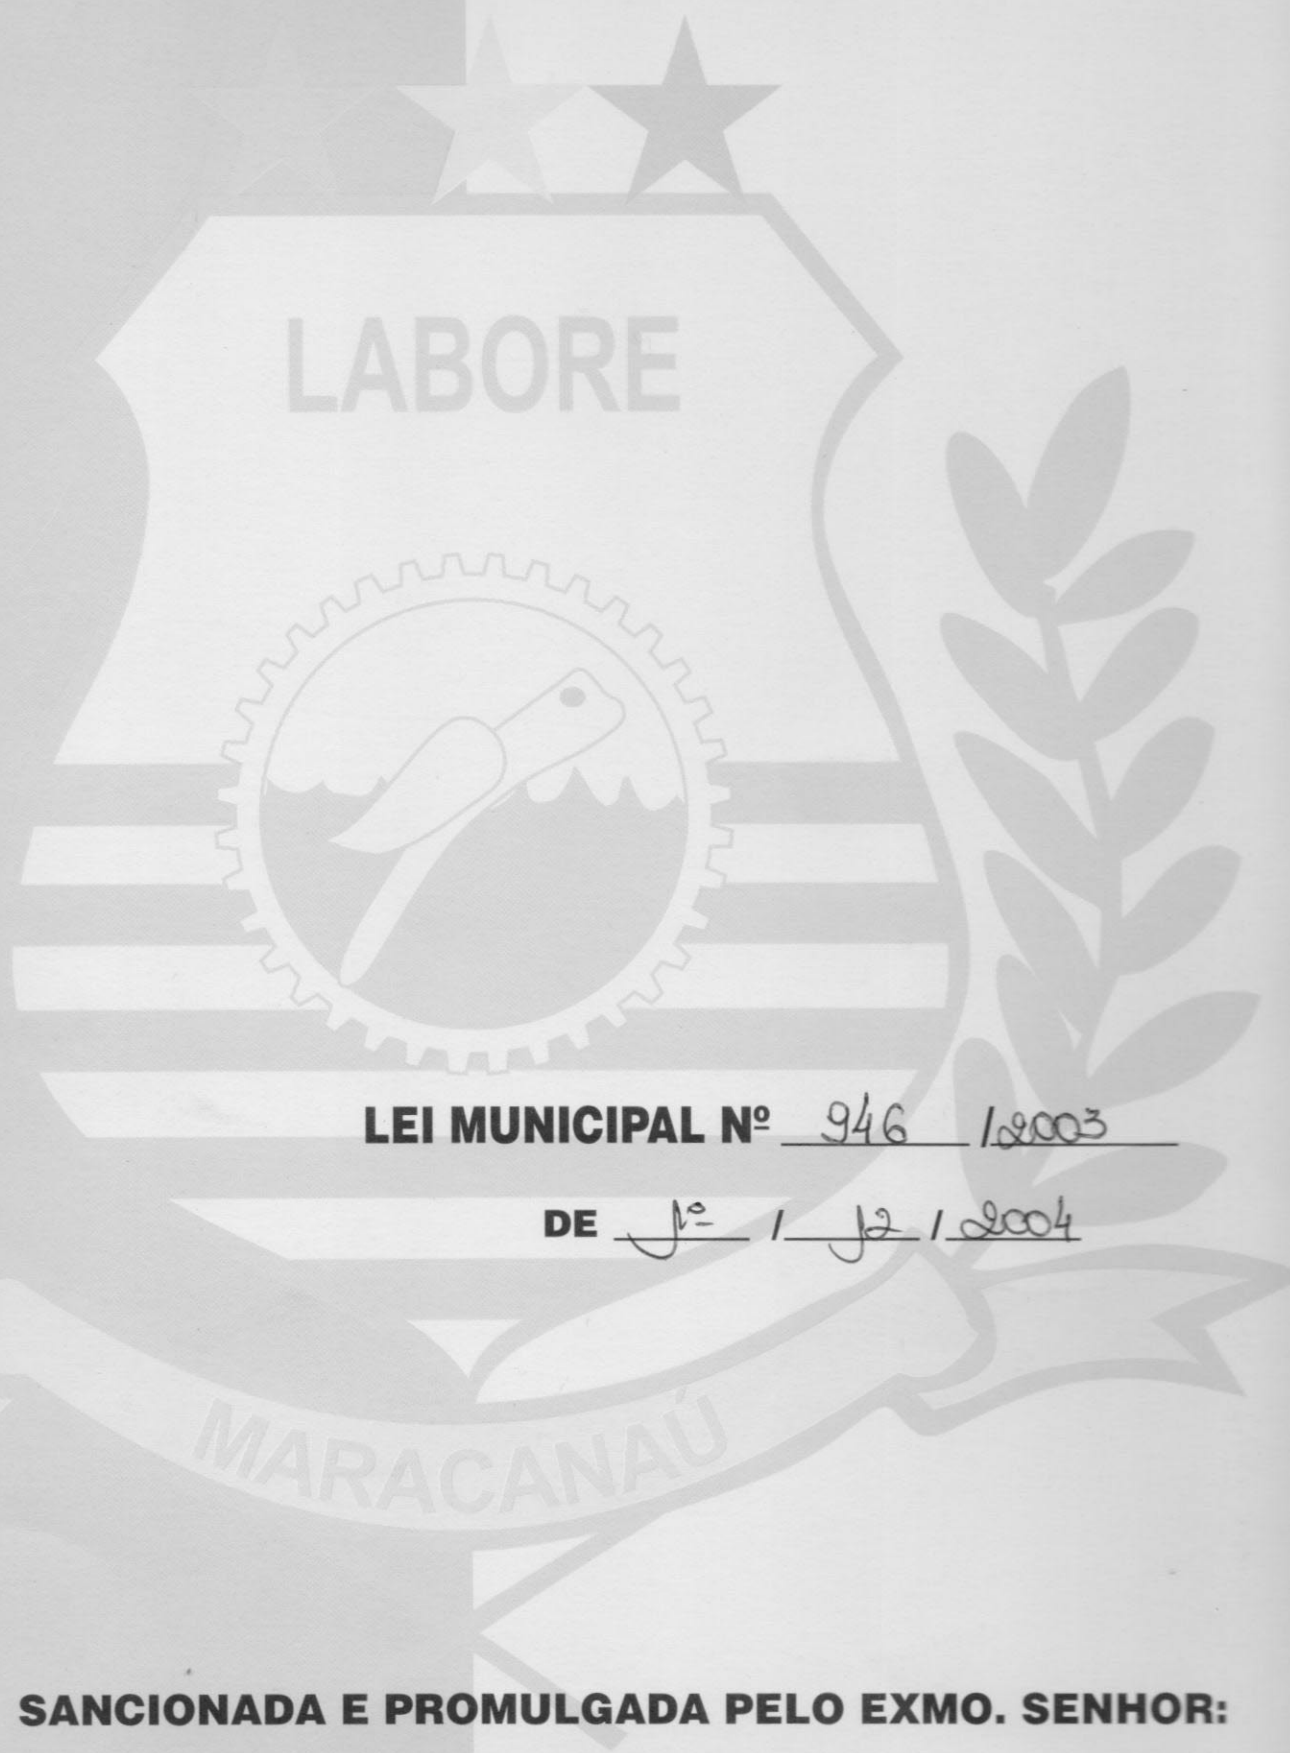 LABORE
LEI MUNICIPAL Nº 946 /2003
DE 1º / 12 / 2004
MARACANAÚ
SANCIONADA E PROMULGADA PELO EXMO. SENHOR: